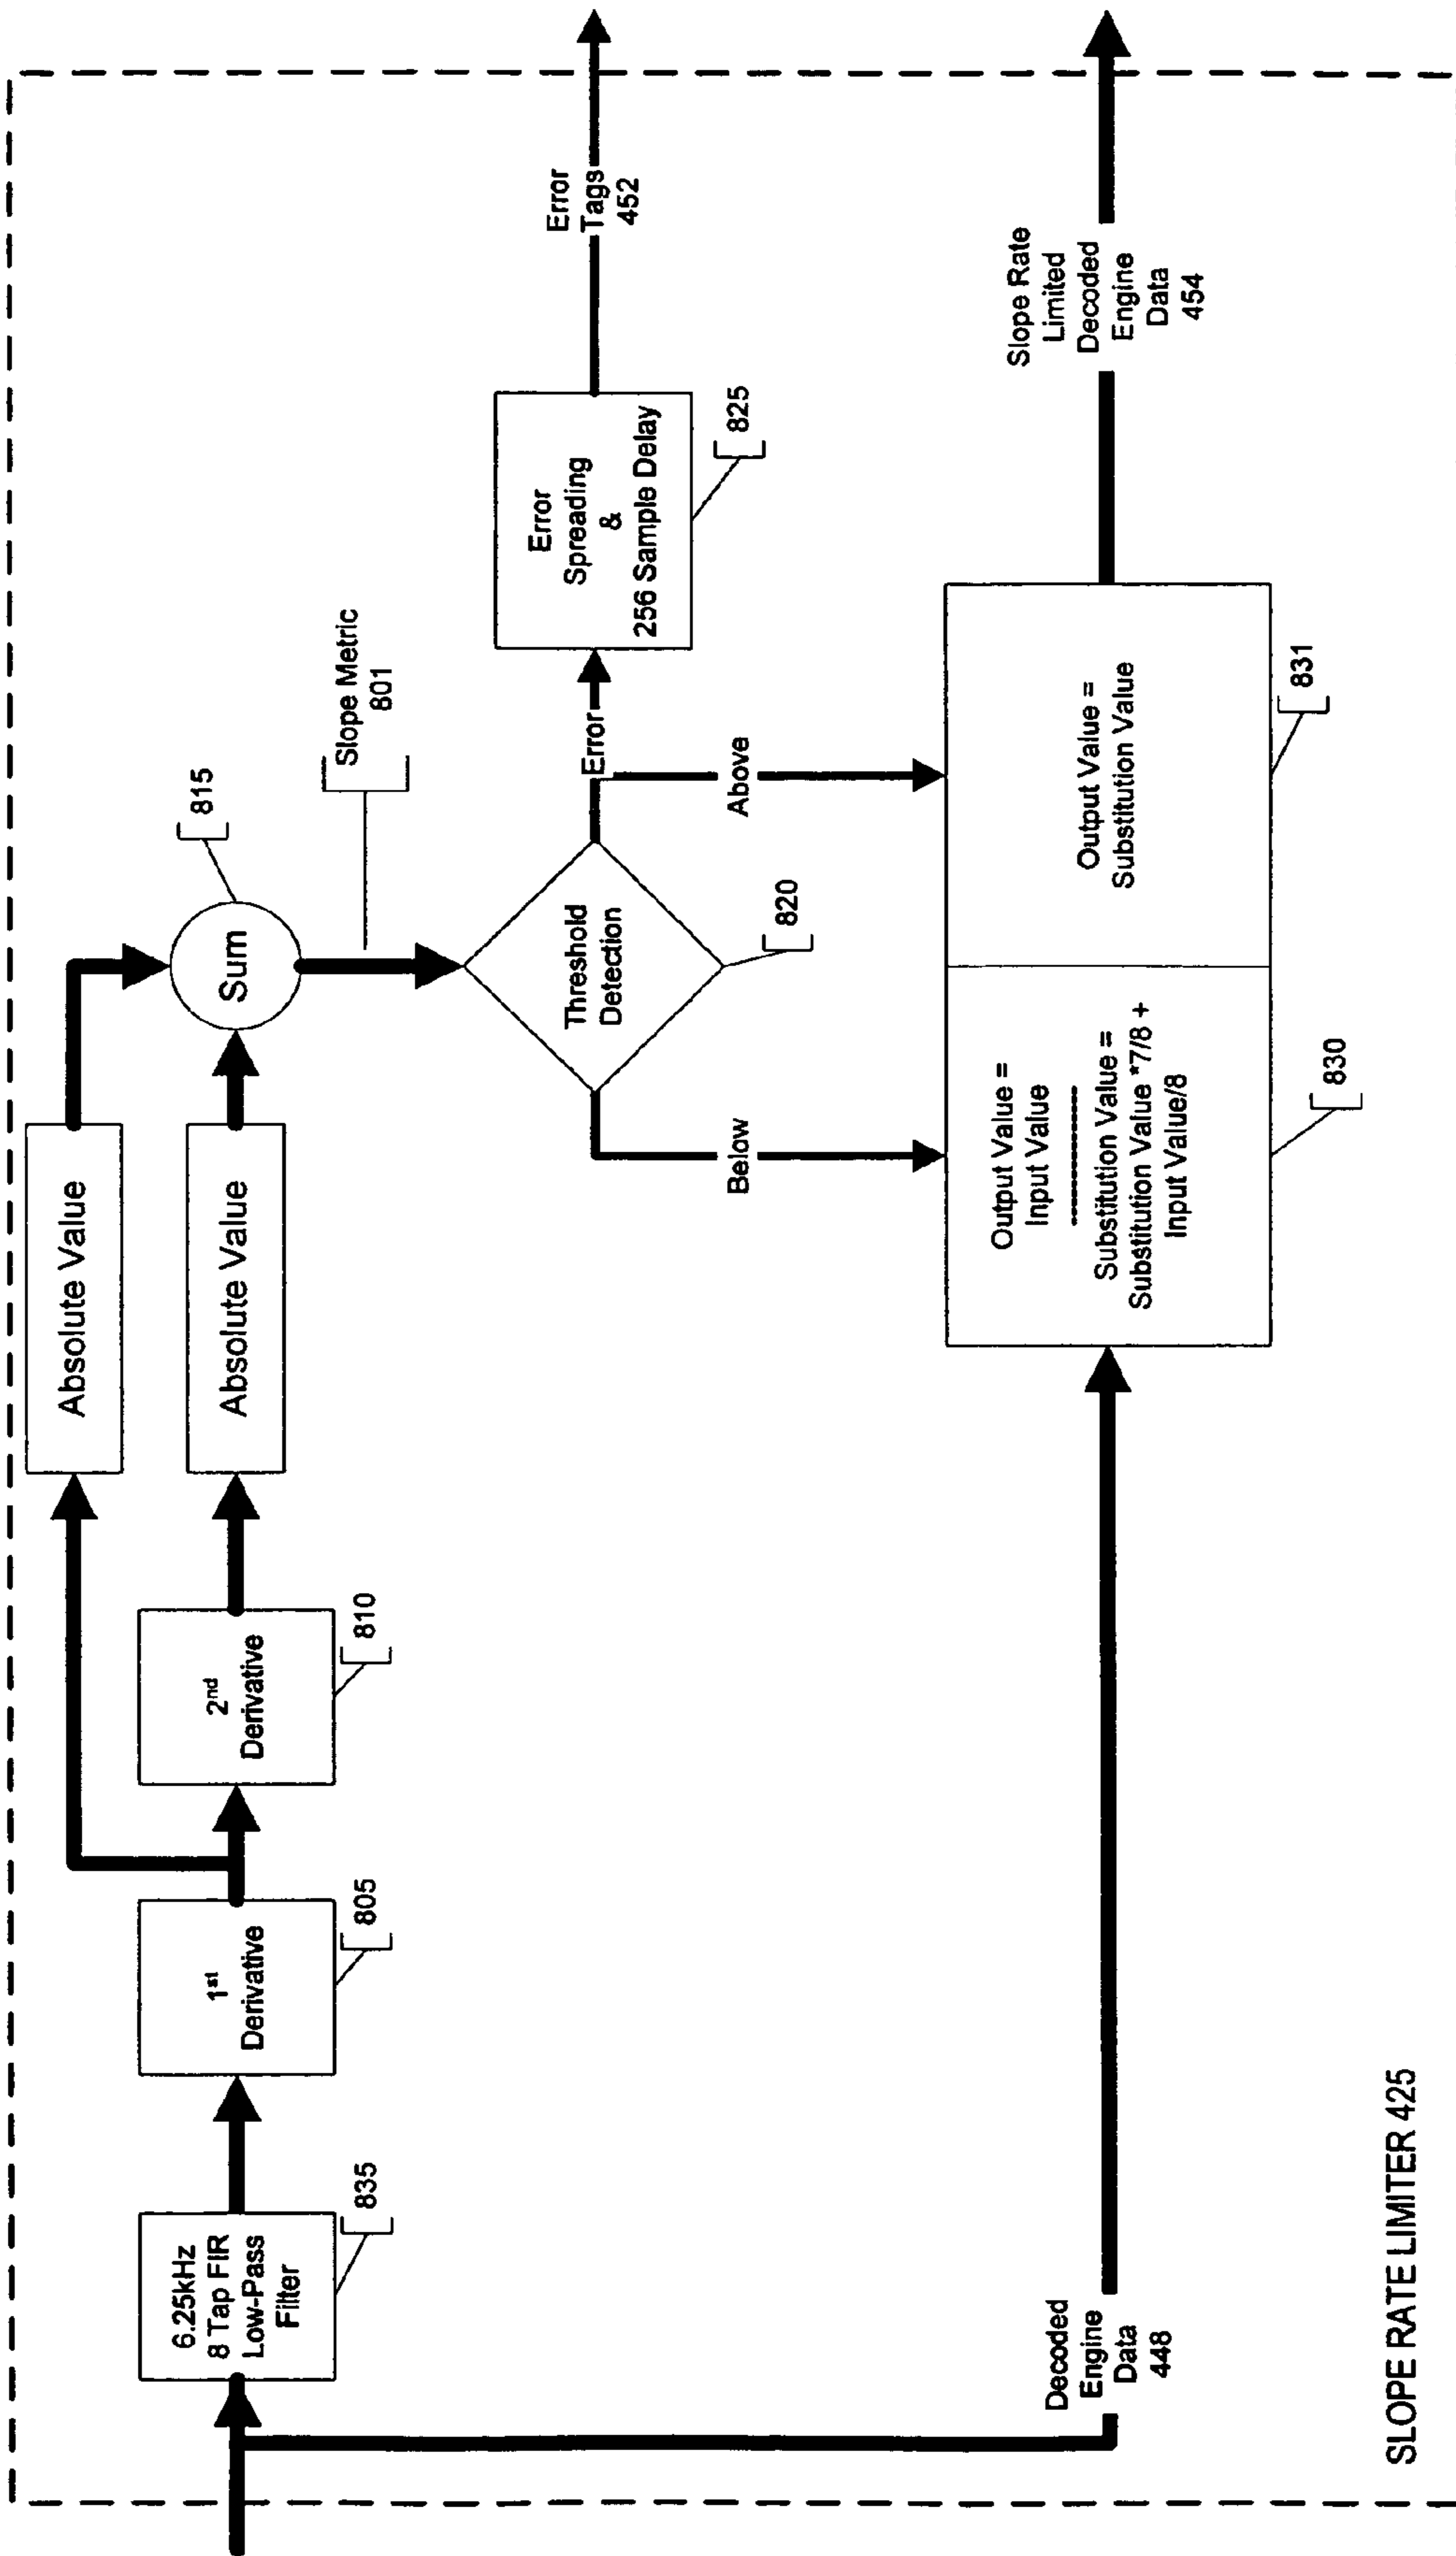 6.25kHz
8 Tap FIR
Low-Pass
Filter
835
1st
Derivative
805
2nd
Derivative
810
Absolute Value
Absolute Value
Sum
815
Slope Metric
801
Threshold
Detection
820
Error
Error
Spreading
&
256 Sample Delay
825
Error
Tags
452
Below
Above
Decoded
Engine
Data
448
Output Value =
Input Value
----------
Substitution Value =
Substitution Value *7/8 +
Input Value/8
830
Output Value =
Substitution Value
831
Slope Rate
Limited
Decoded
Engine
Data
454
SLOPE RATE LIMITER 425